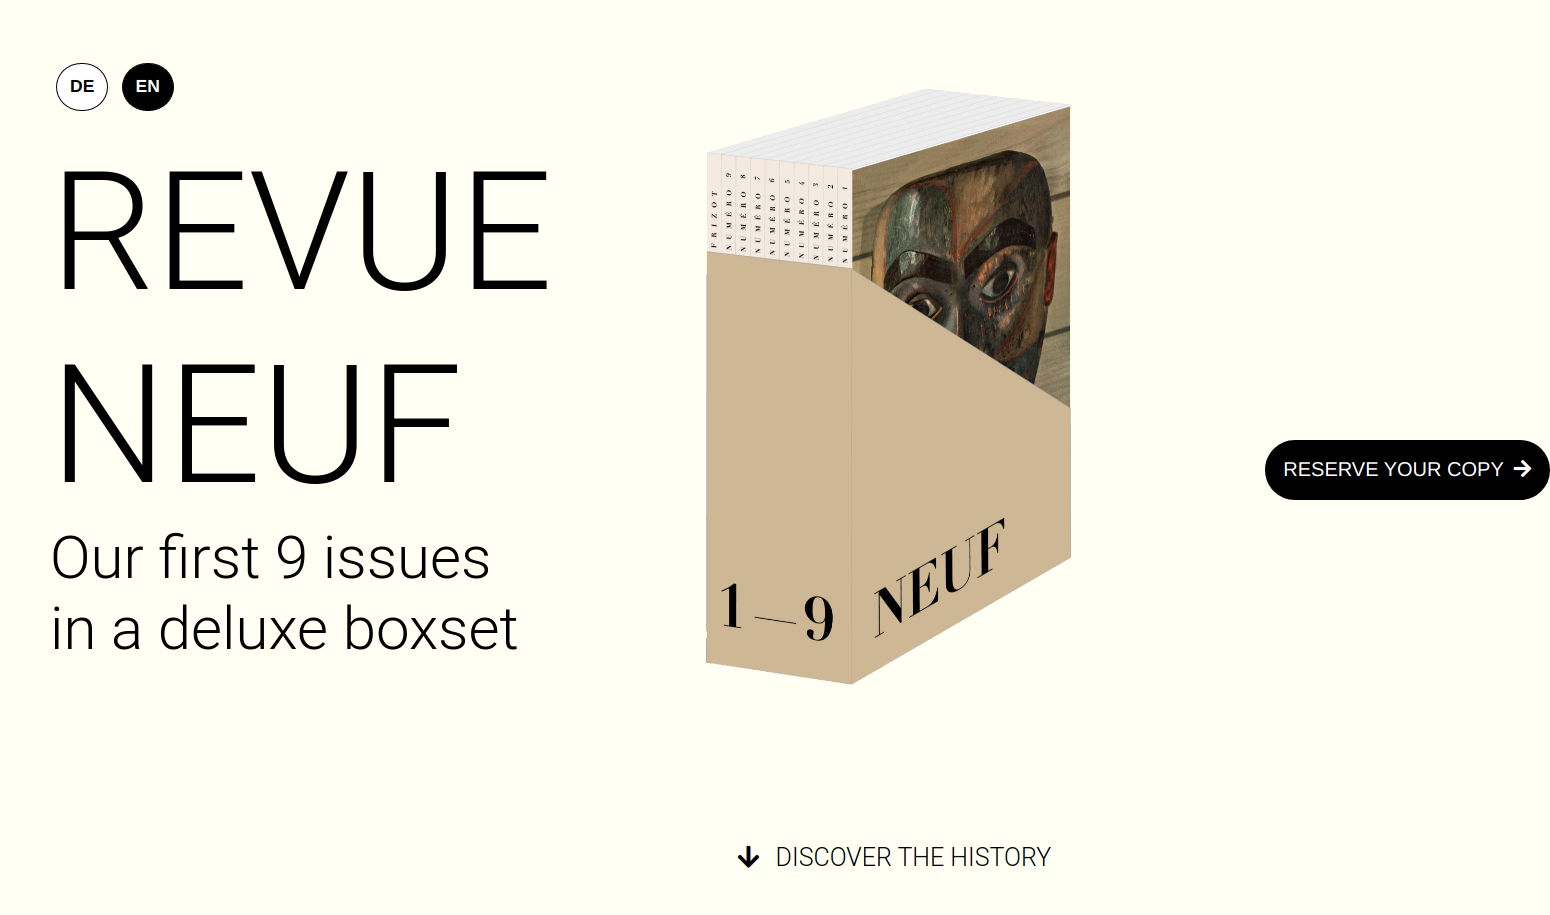 DE EN
REVUE
NEUF
Our first 9 issues
in a deluxe boxset
FRIZOT
NUMÉRO 9
NUMÉRO 8
NUMÉRO 7
NUMÉRO 6
NUMÉRO 5
NUMÉRO 4
NUMÉRO 3
NUMÉRO 2
NUMÉRO 1
1—9
NEUF
RESERVE YOUR COPY
DISCOVER THE HISTORY